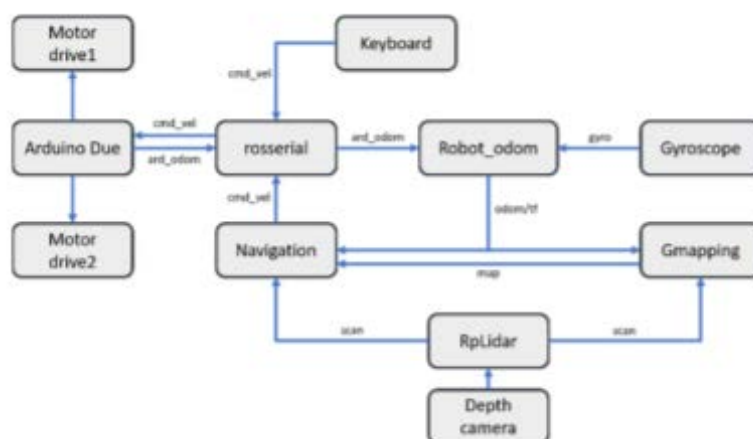 Motor
drive1
Keyboard
cmd_vel
cmd_vel
Arduino Due
rosserial
ard_odom
Robot_odom
gyro
Gyroscope
ard_odom
cmd_vel
odom/tf
Motor
drive2
Navigation
Gmapping
map
scan
RpLidar
scan
Depth
camera